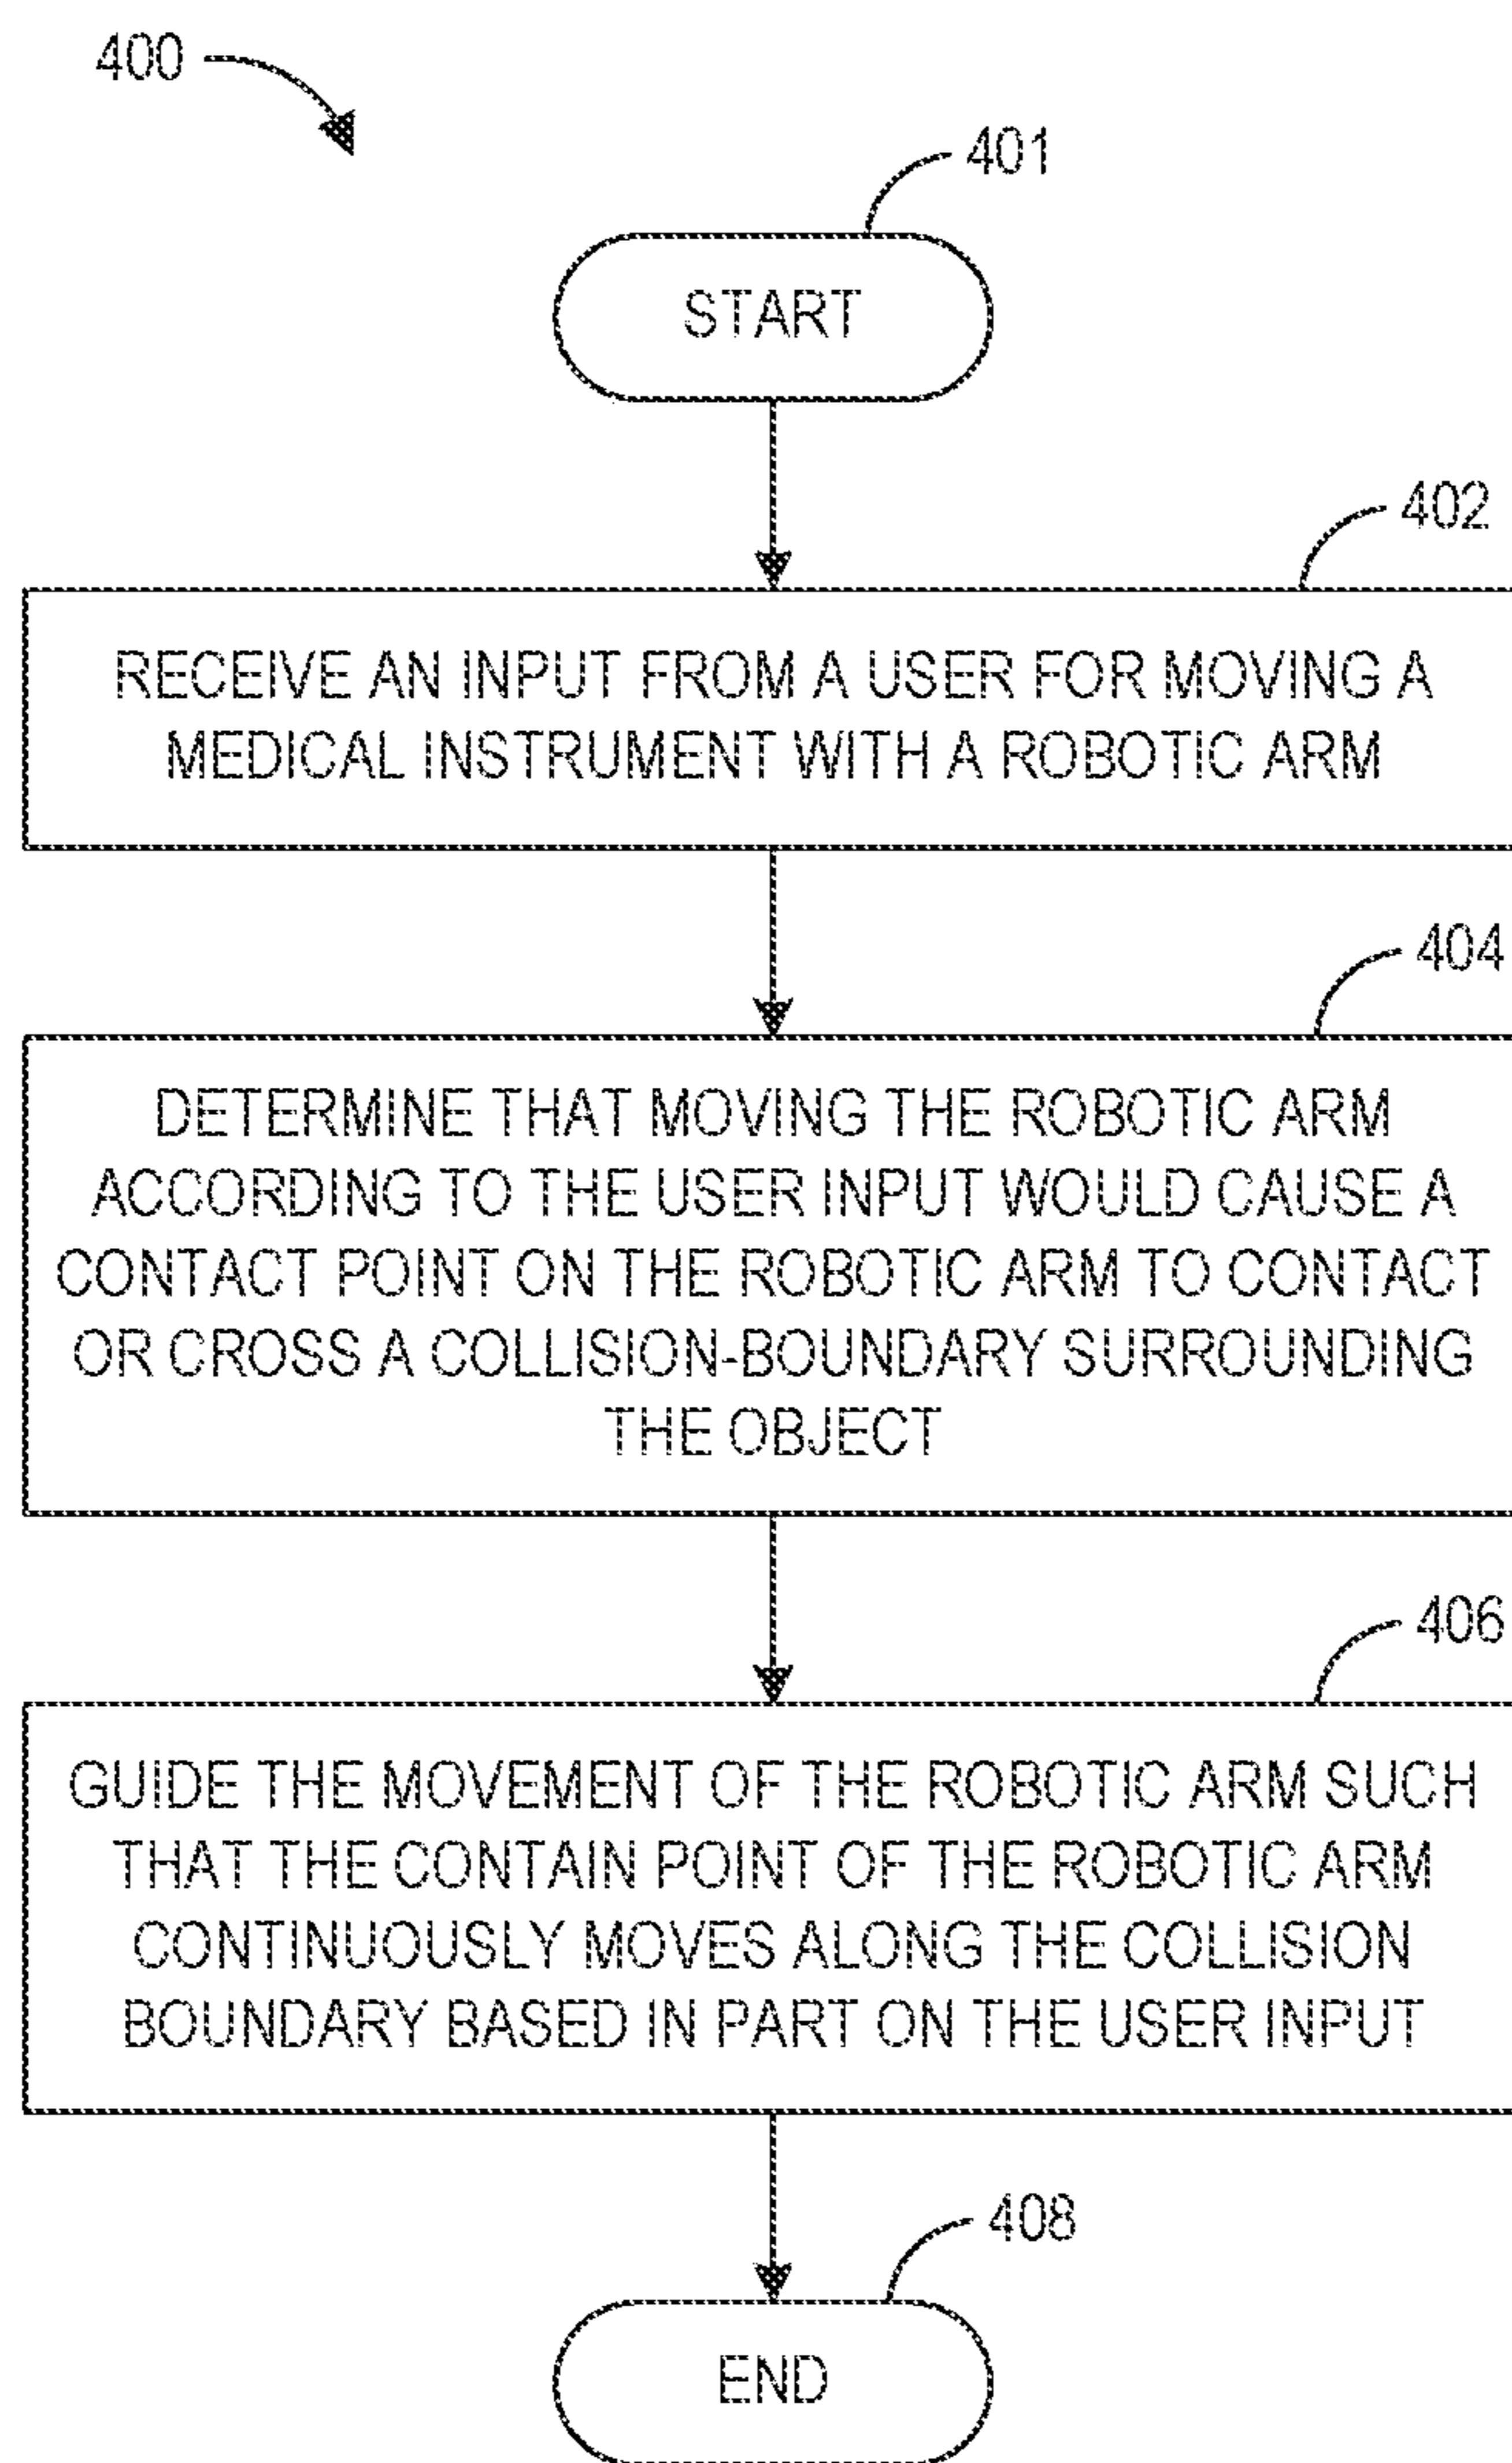 400
401
START
402
RECEIVE AN INPUT FROM A USER FOR MOVING A
MEDICAL INSTRUMENT WITH A ROBOTIC ARM
404
DETERMINE THAT MOVING THE ROBOTIC ARM
ACCORDING TO THE USER INPUT WOULD CAUSE A
CONTACT POINT ON THE ROBOTIC ARM TO CONTACT
OR CROSS A COLLISION-BOUNDARY SURROUNDING
THE OBJECT
406
GUIDE THE MOVEMENT OF THE ROBOTIC ARM SUCH
THAT THE CONTAIN POINT OF THE ROBOTIC ARM
CONTINUOUSLY MOVES ALONG THE COLLISION
BOUNDARY BASED IN PART ON THE USER INPUT
408
END